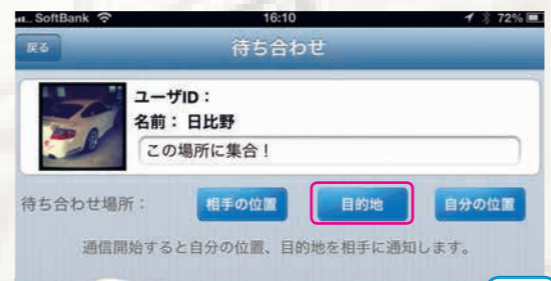 SoftBank 16:10 72%
戻る 待ち合わせ
ユーザID：
名前：日比野
この場所に集合！
待ち合わせ場所： 相手の位置 目的地 自分の位置
通信開始すると自分の位置、目的地を相手に通知します。